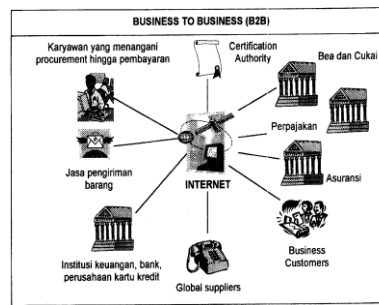 BUSINESS TO BUSINESS (B2B)
Karyawan yang menangani
procurement hingga pembayaran
Certification
Authority
Bea dan Cukai
Perpajakan
Jasa pengiriman
barang
INTERNET
Asuransi
Institusi keuangan, bank,
perusahaan kartu kredit
Global suppliers
Business
Customers